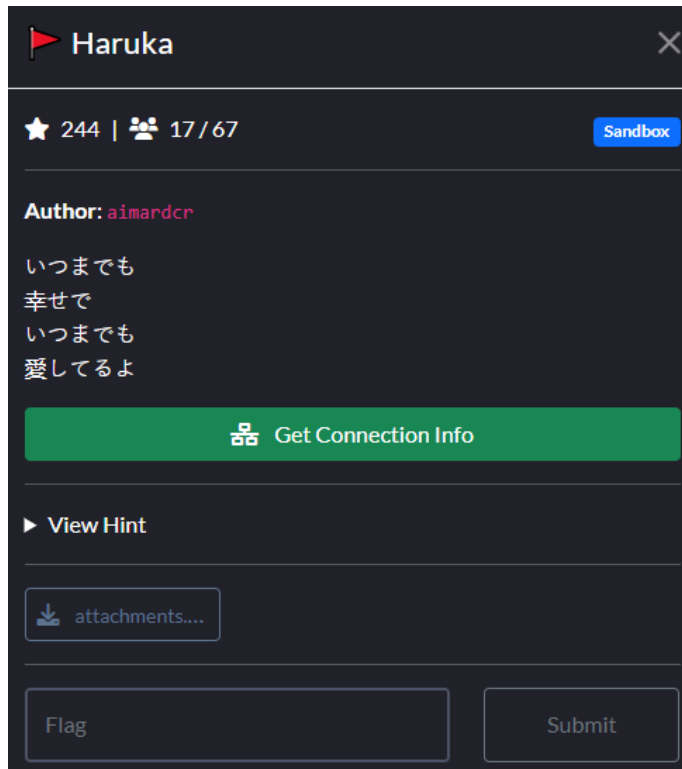 Haruka
244 | 17/67
Sandbox
Author: aimardcr
いつまでも
幸せで
いつまでも
愛してるよ
Get Connection Info
View Hint
attachments....
Flag
Submit